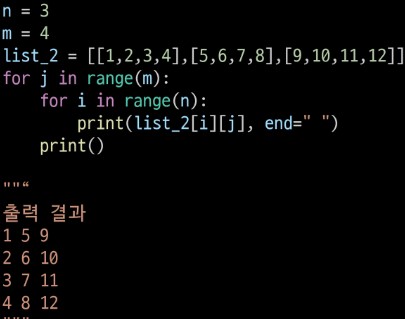 n = 3
m = 4
list_2 = [[1,2,3,4],[5,6,7,8],[9,10,11,12]]
for j in range(m):
    for i in range(n):
        print(list_2[i][j], end=" ")
    print()

"""
출력 결과
1 5 9
2 6 10
3 7 11
4 8 12
"""